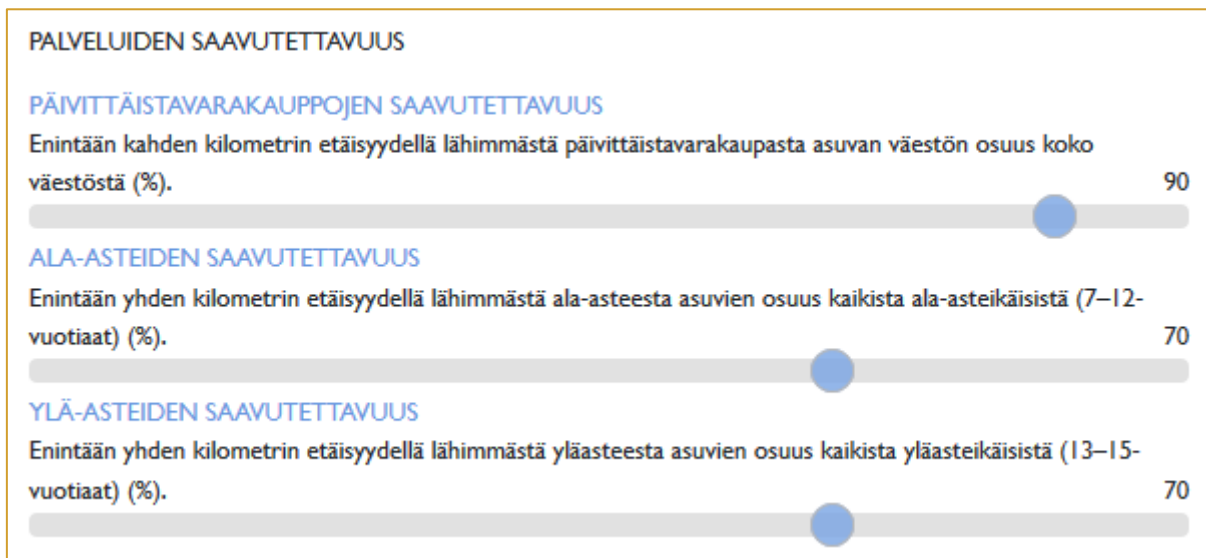 PALVELUIDEN SAAVUTETTAVUUS
PÄIVITTÄISTAVARAKAUPPOJEN SAAVUTETTAVUUS
Enintään kahden kilometrin etäisyydellä lähimmästä päivittäistavarakaupasta asuvan väestön osuus koko
väestöstä (%). 90
ALA-ASTEIDEN SAAVUTETTAVUUS
Enintään yhden kilometrin etäisyydellä lähimmästä ala-asteesta asuvien osuus kaikista ala-asteikäisistä (7–12-
vuotiaat) (%). 70
YLÄ-ASTEIDEN SAAVUTETTAVUUS
Enintään yhden kilometrin etäisyydellä lähimmästä yläasteesta asuvien osuus kaikista yläasteikäisistä (13–15-
vuotiaat) (%). 70